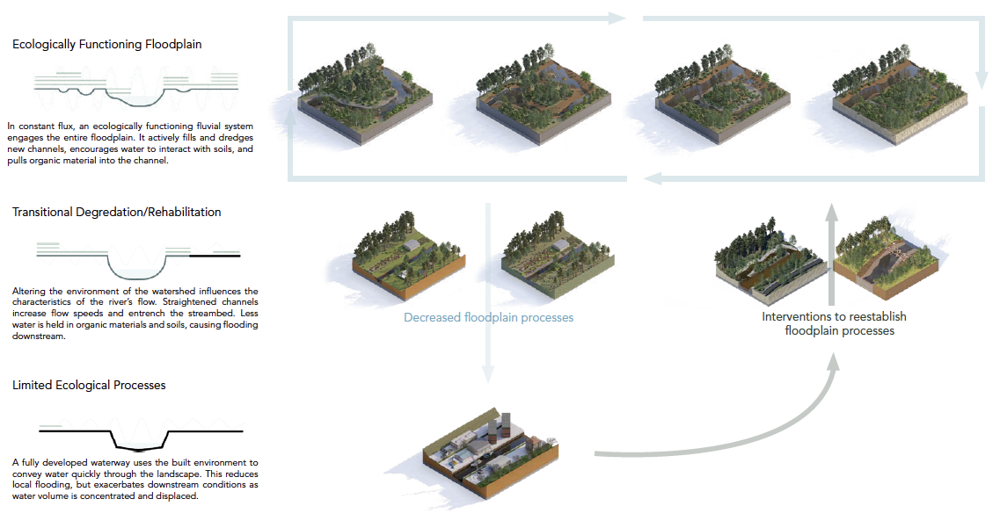 Ecologically Functioning Floodplain
In constant flux, an ecologically functioning fluvial system
engages the entire floodplain. It actively fills and dredges
new channels, encourages water to interact with soils, and
pulls organic material into the channel.
Transitional Degredation/Rehabilitation
Altering the environment of the watershed influences the
characteristics of the river's flow. Straightened channels
increase flow speeds and entrench the streambed. Less
water is held in organic materials and soils, causing flooding
downstream.
Decreased floodplain processes
Interventions to reestablish
floodplain processes
Limited Ecological Processes
A fully developed waterway uses the built environment to
convey water quickly through the landscape. This reduces
local flooding, but exacerbates downstream conditions as
water volume is concentrated and displaced.